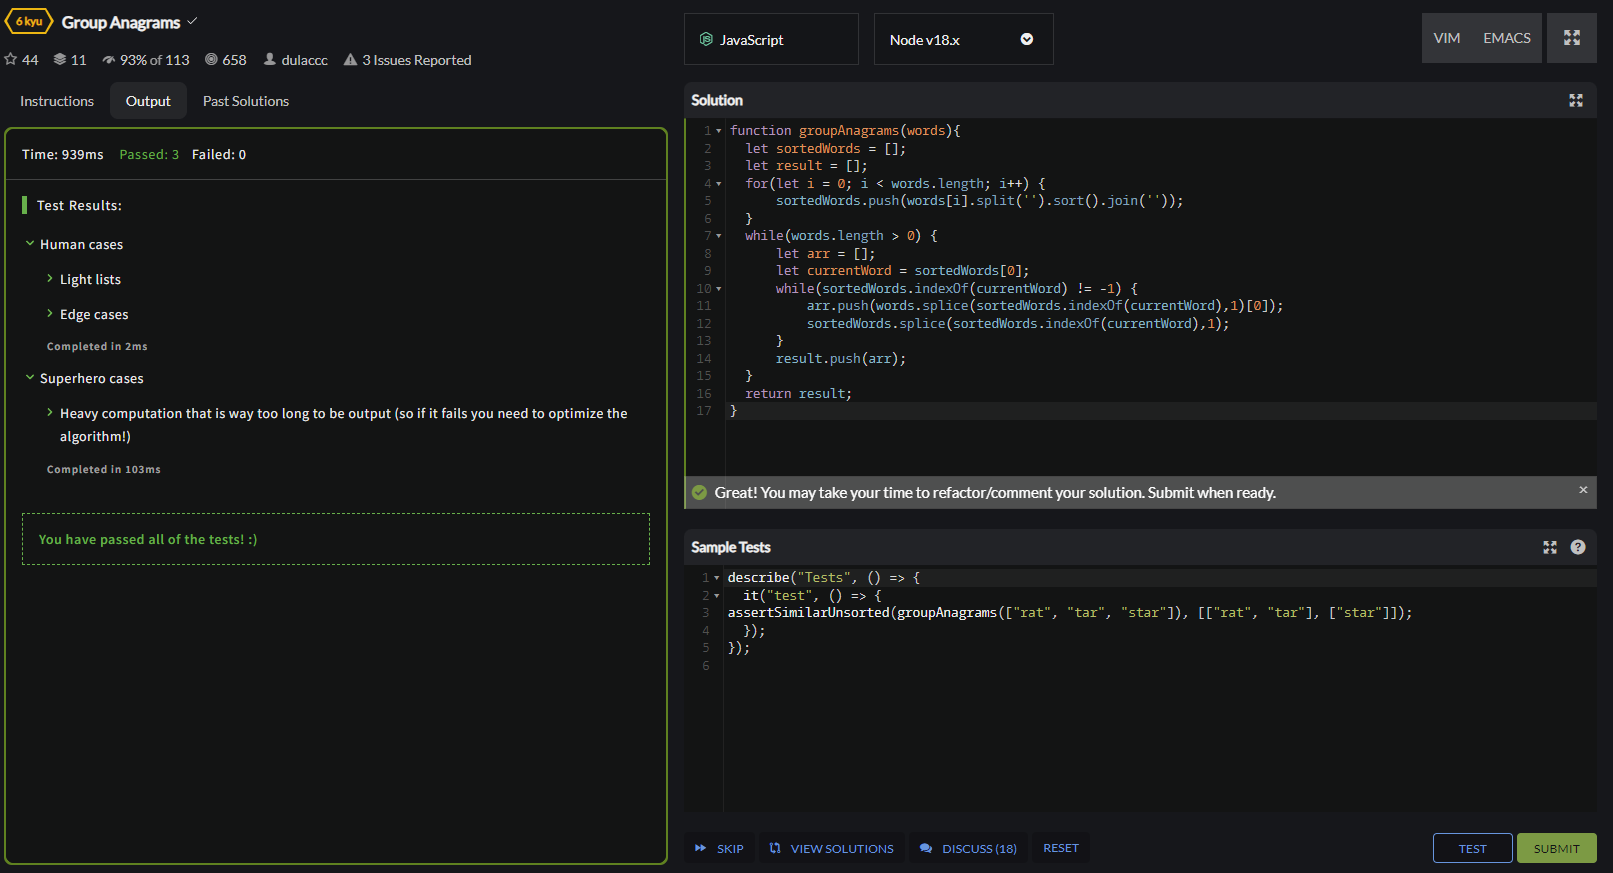 6 kyu Group Anagrams
44 11 93% of 113 658 dulaccc 3 Issues Reported
Instructions Output Past Solutions
Time: 939ms Passed: 3 Failed: 0
Test Results:
Human cases
Light lists
Edge cases
Completed in 2ms
Superhero cases
Heavy computation that is way too long to be output (so if it fails you need to optimize the
algorithm!)
Completed in 103ms
You have passed all of the tests! :)
JavaScript Node v18.x VIM EMACS
Solution
1 function groupAnagrams(words){
2 let sortedWords = [];
3 let result = [];
4 for(let i = 0; i < words.length; i++) {
5 sortedWords.push(words[i].split('').sort().join(''));
6 }
7 while(words.length > 0) {
8 let arr = [];
9 let currentWord = sortedWords[0];
10 while(sortedWords.indexOf(currentWord) != -1) {
11 arr.push(words.splice(sortedWords.indexOf(currentWord),1)[0]);
12 sortedWords.splice(sortedWords.indexOf(currentWord),1);
13 }
14 result.push(arr);
15 }
16 return result;
17 }
Great! You may take your time to refactor/comment your solution. Submit when ready.
Sample Tests
1 describe("Tests", () => {
2 it("test", () => {
3 assertSimilarUnsorted(groupAnagrams(["rat", "tar", "star"]), [["rat", "tar"], ["star"]]);
4 });
5 });
6
SKIP VIEW SOLUTIONS DISCUSS (18) RESET TEST SUBMIT